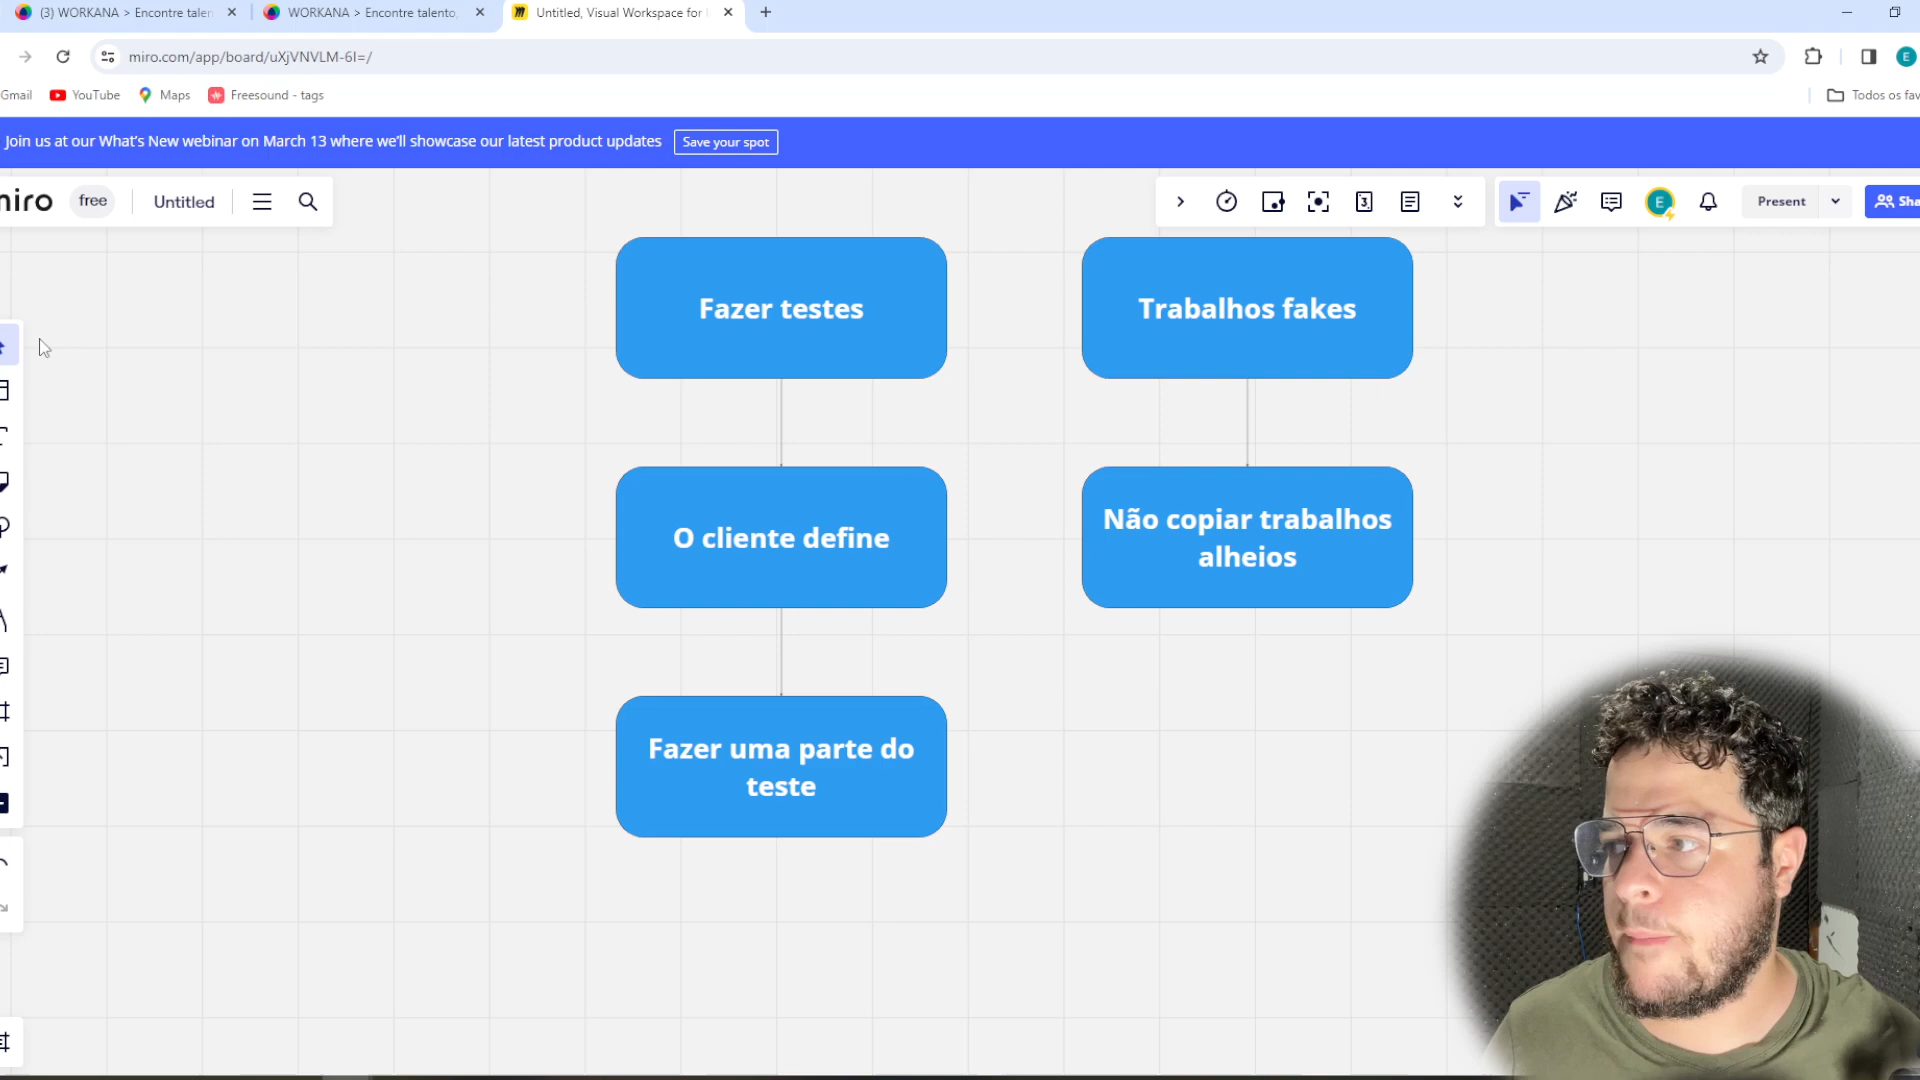 (3) WORKANA > Encontre talen
WORKANA > Encontre talento,
Untitled, Visual Workspace for
miro.com/app/board/uXjVNVLM-6I=/
E
Gmail
YouTube
Maps
Freesound - tags
Todos os fav
Join us at our What's New webinar on March 13 where we'll showcase our latest product updates
Save your spot
miro
free
Untitled
3
E
Present
Sha
Fazer testes
Trabalhos fakes
O cliente define
Não copiar trabalhos
alheios
Fazer uma parte do
teste